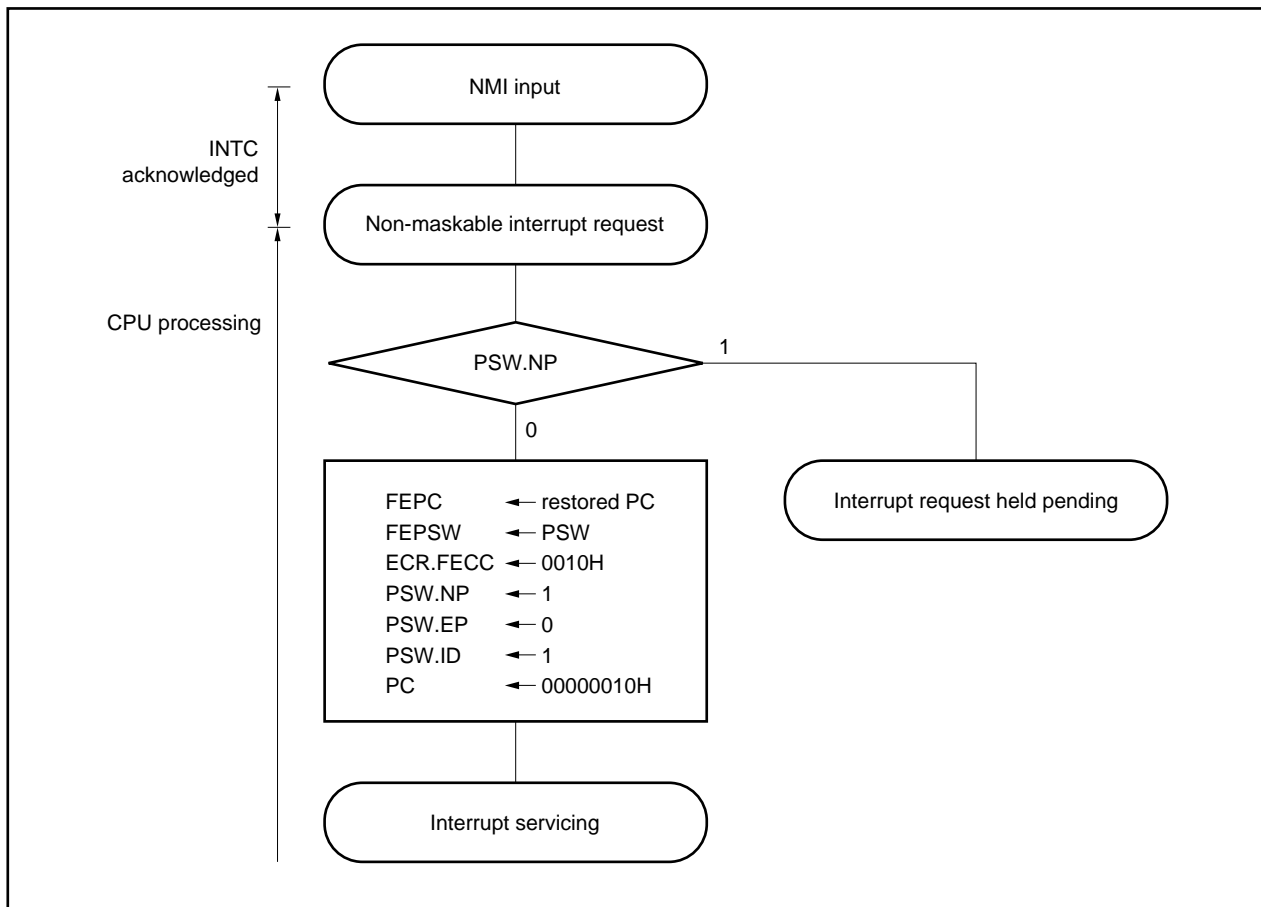 NMI input
INTC
acknowledged
Non-maskable interrupt request
CPU processing
PSW.NP
1
0
FEPC ← restored PC
FEPSW ← PSW
ECR.FECC ← 0010H
PSW.NP ← 1
PSW.EP ← 0
PSW.ID ← 1
PC ← 00000010H
Interrupt request held pending
Interrupt servicing